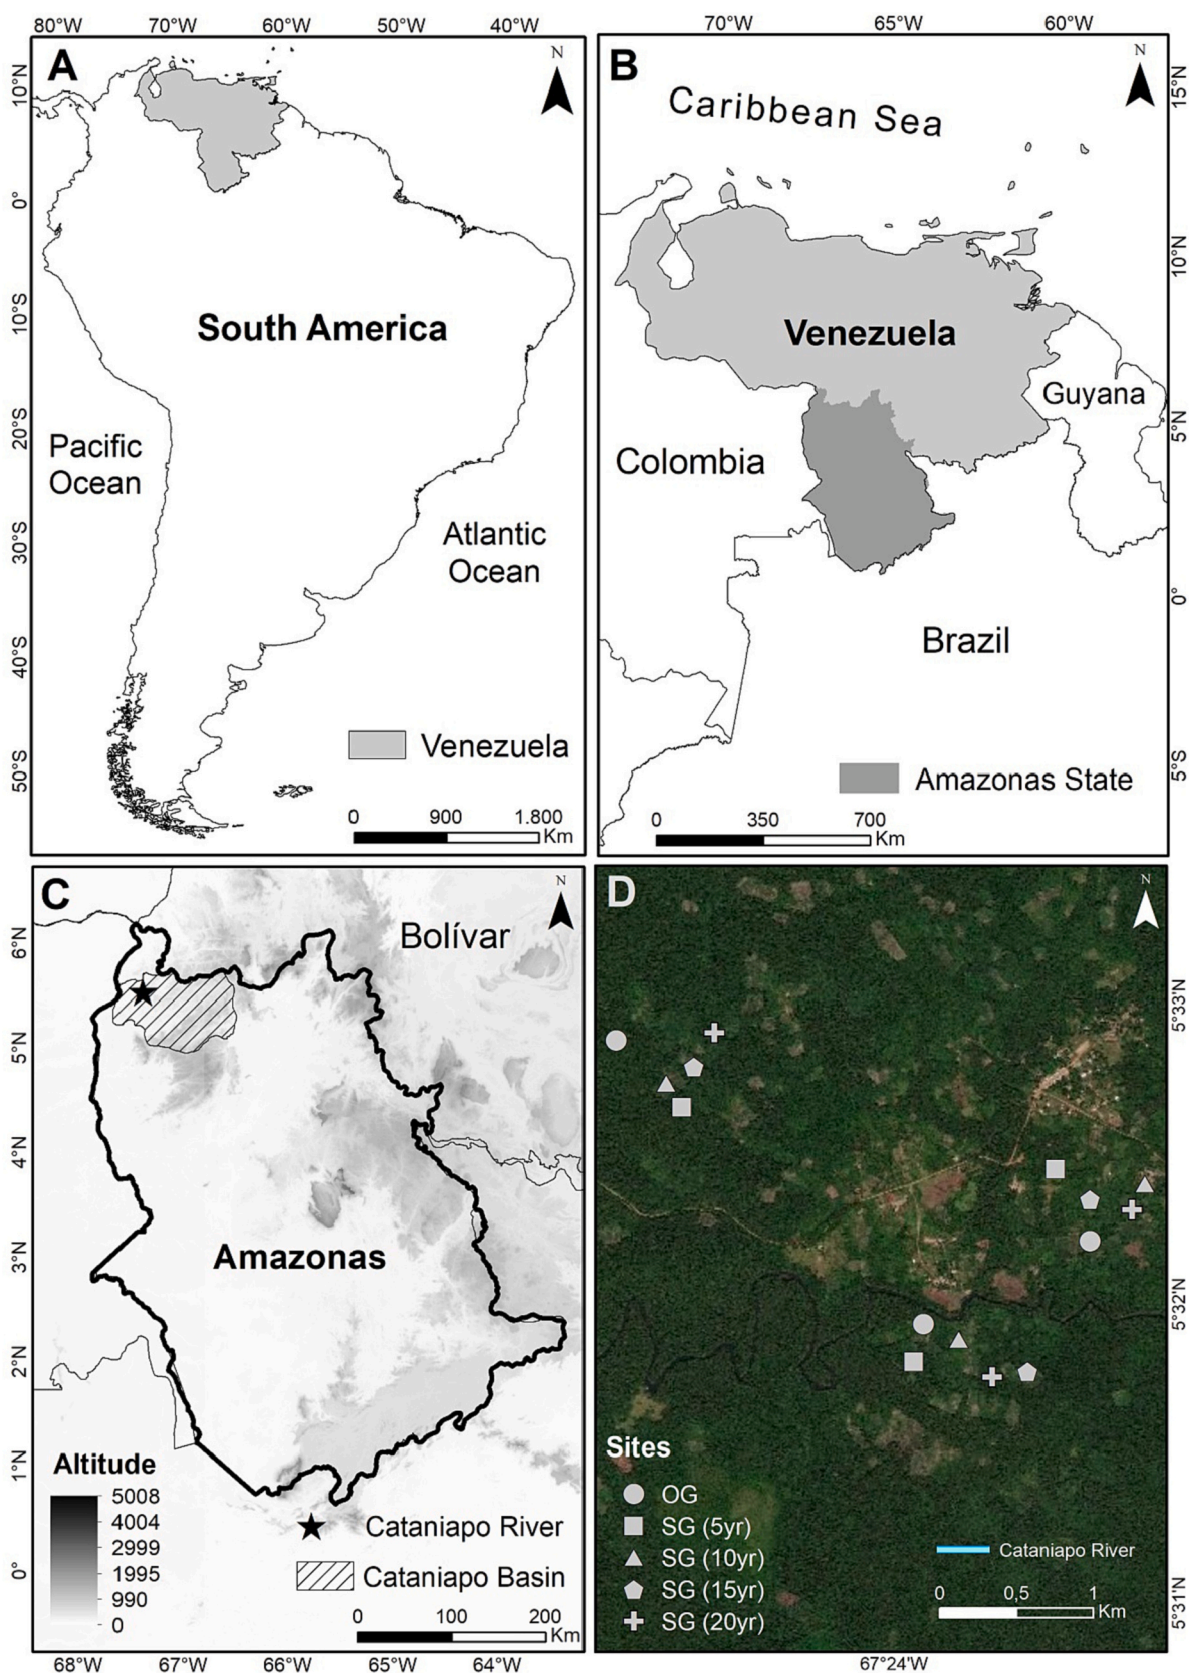 80°W 70°W 60°W 50°W 40°W
A
N
10°N
0°
10°S
20°S
30°S
40°S
50°S
South America
Pacific
Ocean
Atlantic
Ocean
Venezuela
0 900 1.800
Km
70°W 65°W 60°W
B
N
Caribbean Sea
15°N
10°N
5°N
0°
5°S
Venezuela
Guyana
Colombia
Brazil
Amazonas State
0 350 700
Km
C
N
Bolívar
6°N
5°N
4°N
3°N
2°N
1°N
0°
Amazonas
Altitude
5008
4004
2999
1995
990
0
Cataniapo River
Cataniapo Basin
0 100 200
Km
68°W 67°W 66°W 65°W 64°W
D
N
5°33'N
5°32'N
5°31'N
Sites
OG
SG (5yr)
SG (10yr)
SG (15yr)
SG (20yr)
Cataniapo River
0 0,5 1
Km
67°24'W